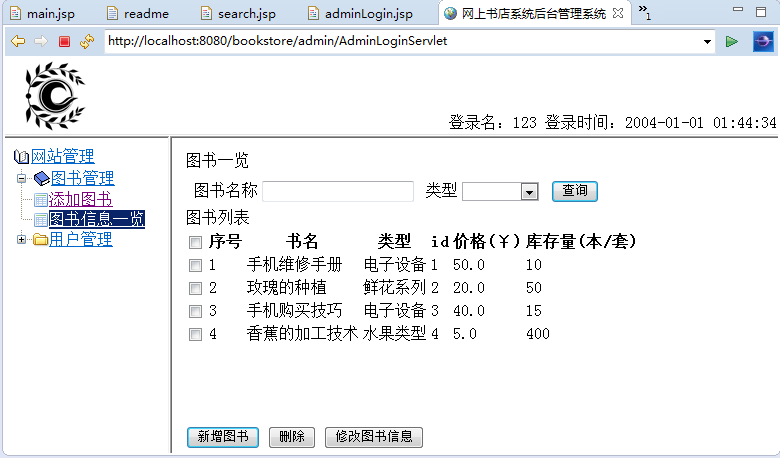 main.jsp readme search.jsp adminLogin.jsp 网上书店系统后台管理系统 »1
http://localhost:8080/bookstore/admin/AdminLoginServlet
登录名：123 登录时间：2004-01-01 01:44:34
网站管理
图书管理
添加图书
图书信息一览
用户管理
图书一览
图书名称 类型 查询
图书列表
序号 书名 类型 id 价格(￥) 库存量(本/套)
1 手机维修手册 电子设备 1 50.0 10
2 玫瑰的种植 鲜花系列 2 20.0 50
3 手机购买技巧 电子设备 3 40.0 15
4 香蕉的加工技术 水果类型 4 5.0 400
新增图书 删除 修改图书信息